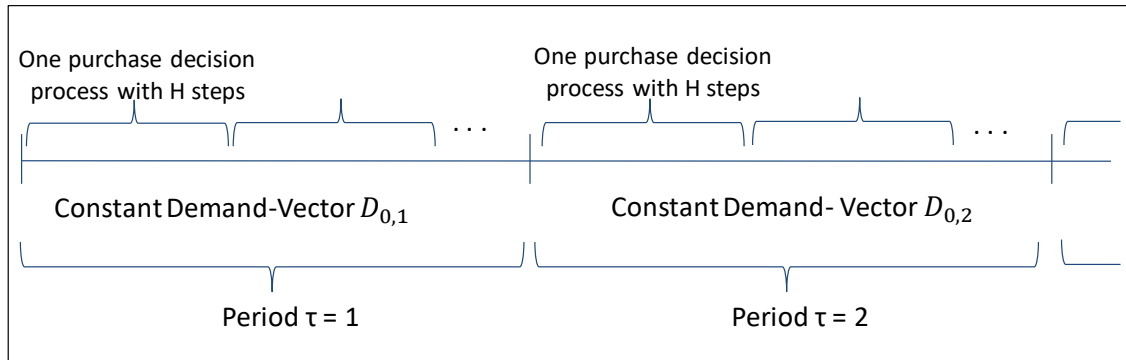 One purchase decision
process with H steps
. . .
One purchase decision
process with H steps
. . .
Constant Demand-Vector D₀,₁
Constant Demand- Vector D₀,₂
Period τ = 1
Period τ = 2